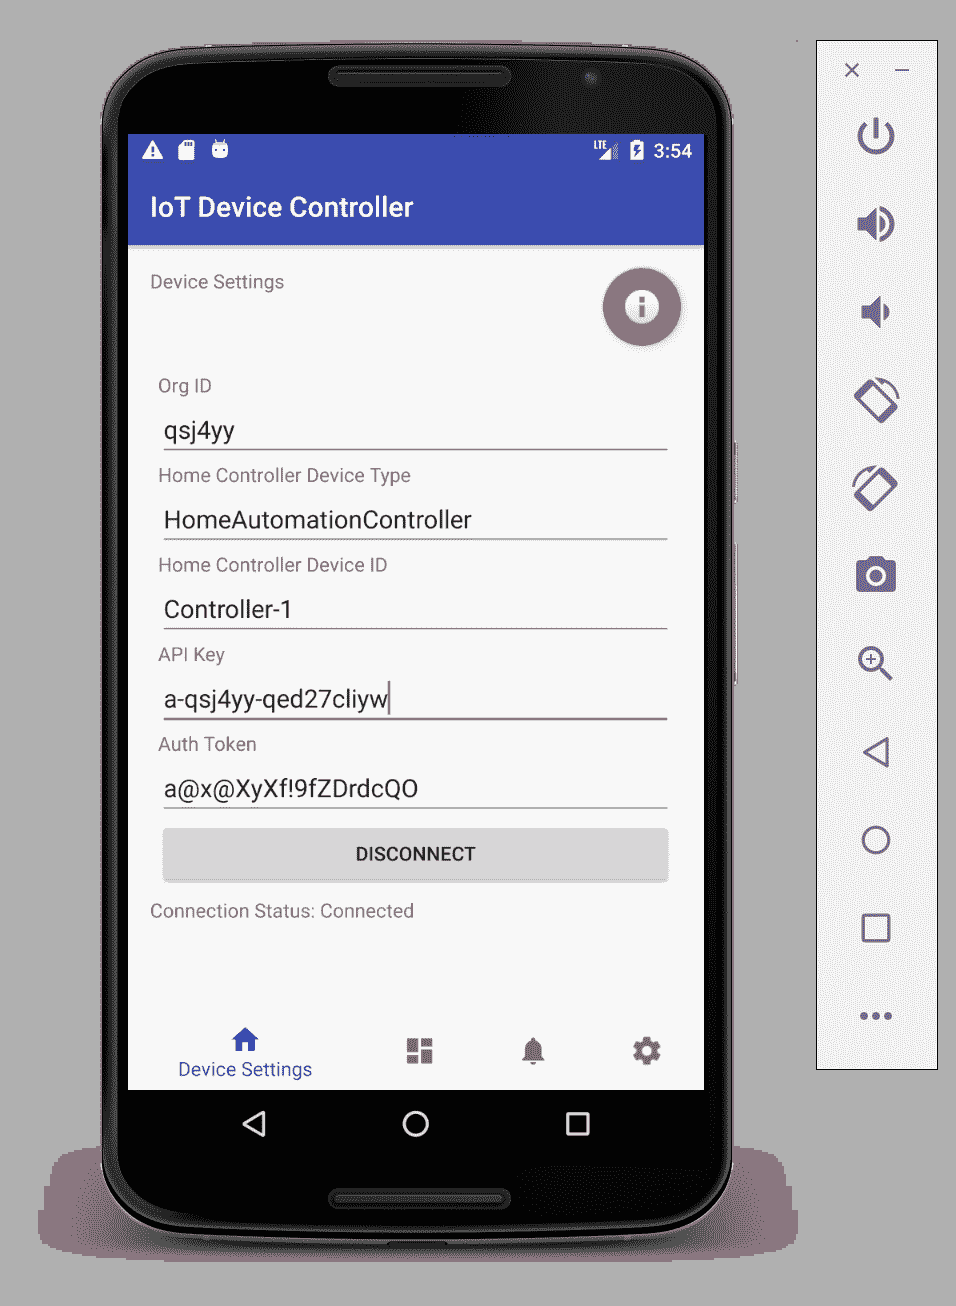 LTE 3:54
IoT Device Controller
Device Settings
Org ID
qsj4yy
Home Controller Device Type
HomeAutomationController
Home Controller Device ID
Controller-1
API Key
a-qsj4yy-qed27cliyw
Auth Token
a@x@XyXf!9fZDrdcQO
DISCONNECT
Connection Status: Connected
Device Settings